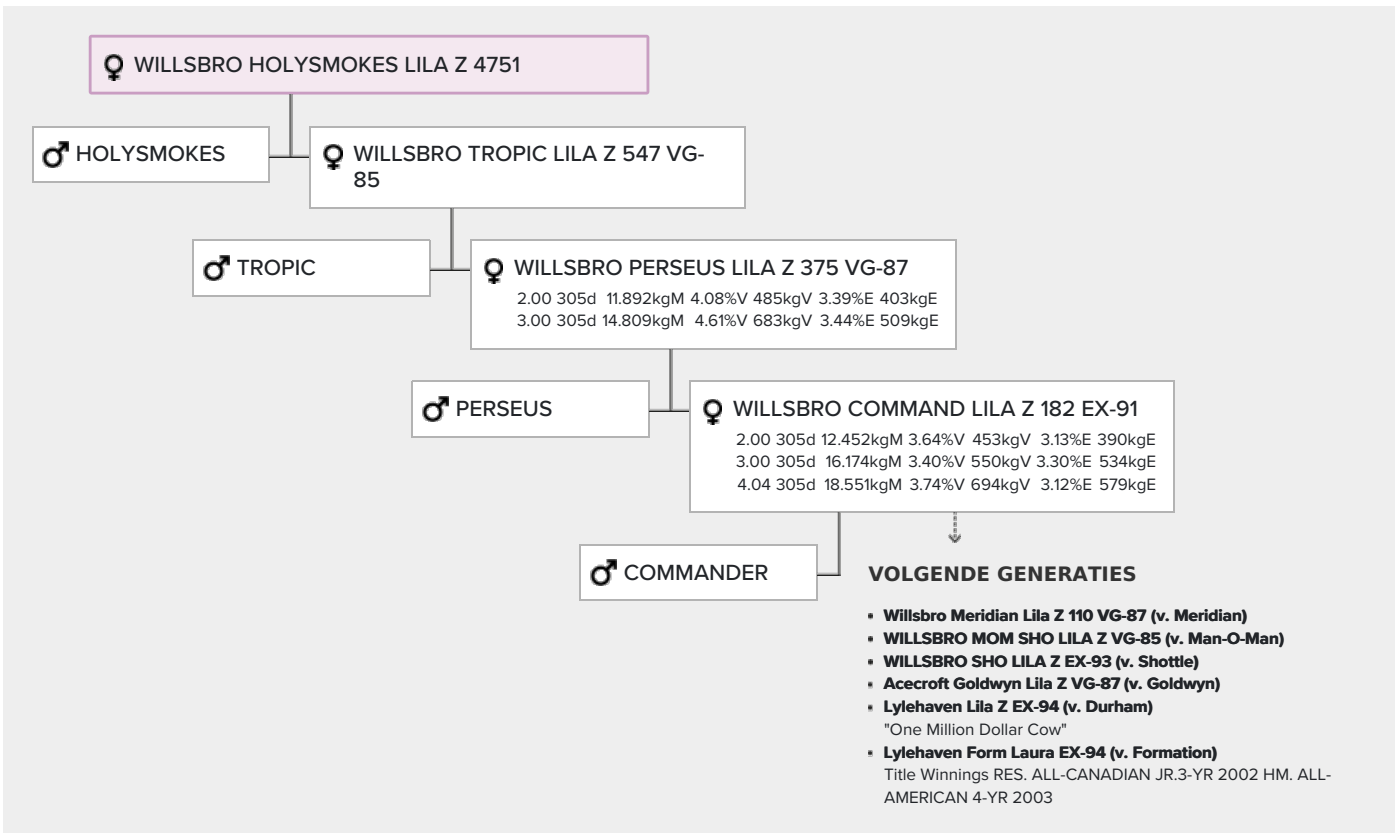 WILLSBRO HOLYSMOKES LILA Z 4751
HOLYSMOKES
WILLSBRO TROPIC LILA Z 547 VG-
85
TROPIC
WILLSBRO PERSEUS LILA Z 375 VG-87
2.00 305d 11.892kgM 4.08%V 485kgV 3.39%E 403kgE
3.00 305d 14.809kgM 4.61%V 683kgV 3.44%E 509kgE
PERSEUS
WILLSBRO COMMAND LILA Z 182 EX-91
2.00 305d 12.452kgM 3.64%V 453kgV 3.13%E 390kgE
3.00 305d 16.174kgM 3.40%V 550kgV 3.30%E 534kgE
4.04 305d 18.551kgM 3.74%V 694kgV 3.12%E 579kgE
COMMANDER
VOLGENDE GENERATIES
Willsbro Meridian Lila Z 110 VG-87 (v. Meridian)
WILLSBRO MOM SHO LILA Z VG-85 (v. Man-O-Man)
WILLSBRO SHO LILA Z EX-93 (v. Shottle)
Acecroft Goldwyn Lila Z VG-87 (v. Goldwyn)
Lylehaven Lila Z EX-94 (v. Durham)
"One Million Dollar Cow"
Lylehaven Form Laura EX-94 (v. Formation)
Title Winnings RES. ALL-CANADIAN JR.3-YR 2002 HM. ALL-
AMERICAN 4-YR 2003